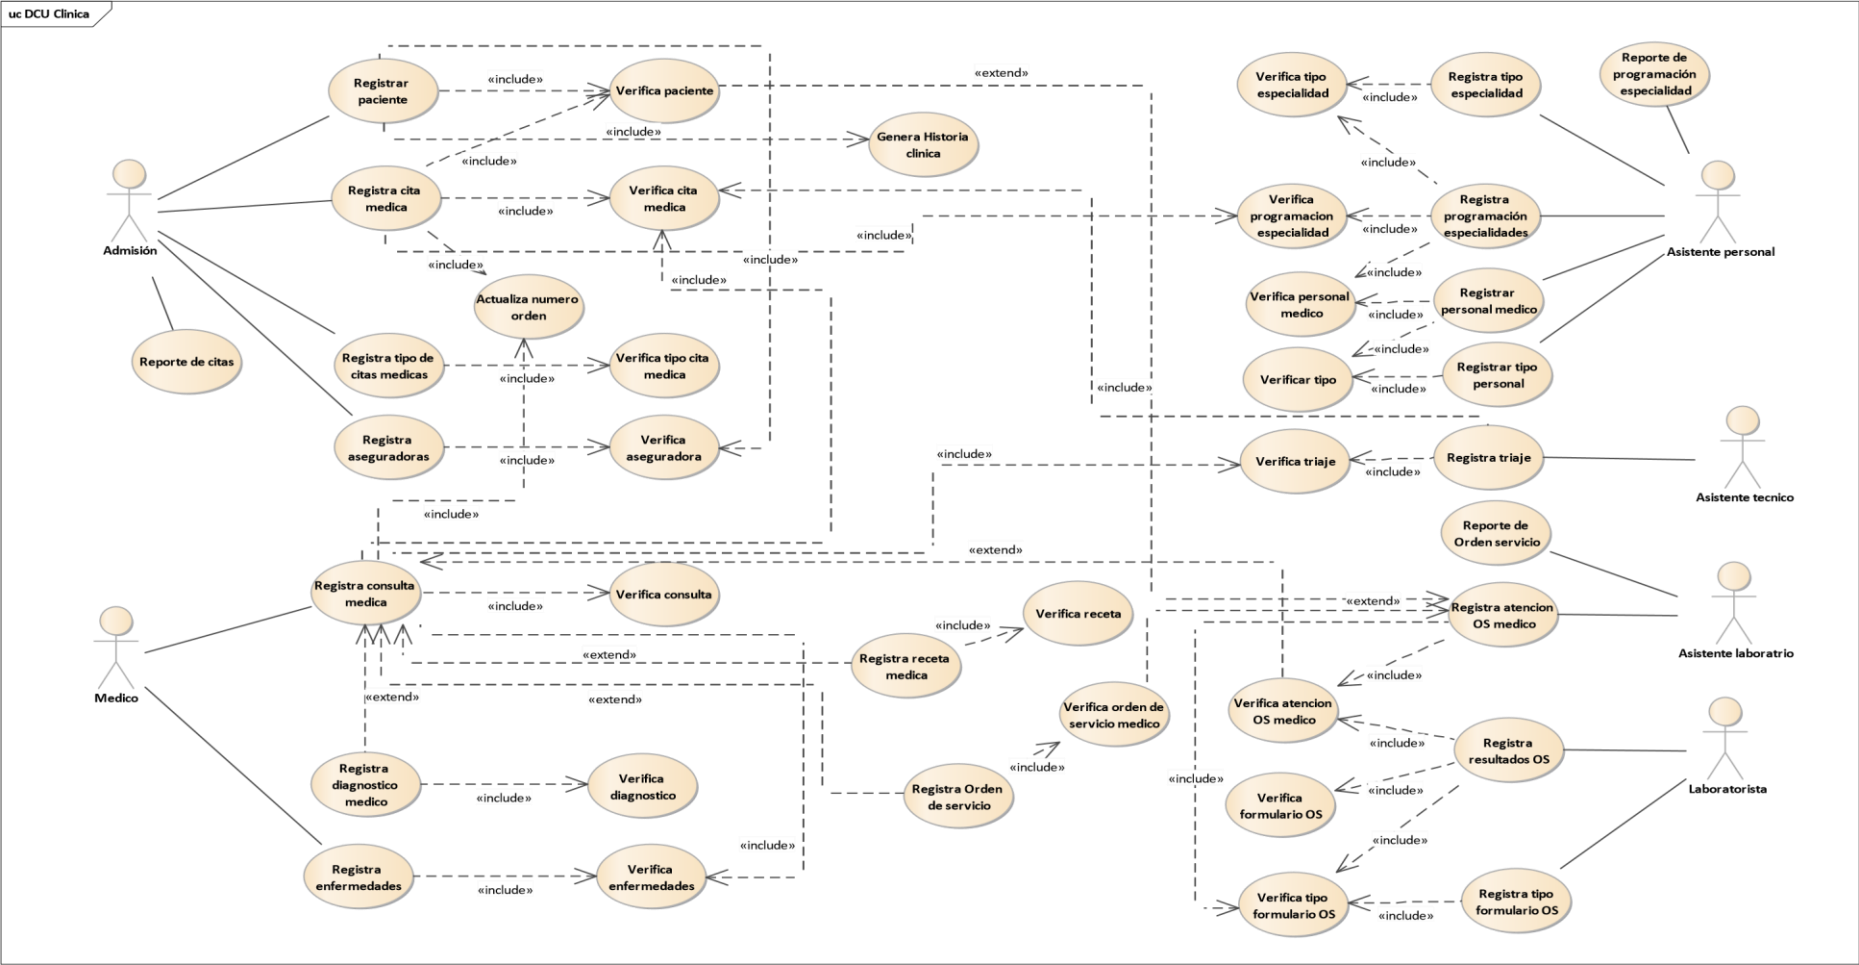 uc DCU Clinica
Registrar
paciente
«include»
Verifica paciente
«extend»
«include»
Genera Historia
clinica
«include»
Registra cita
medica
«include»
Verifica cita
medica
«include»
«include»
«include»
«include»
Admisión
Actualiza numero
orden
Reporte de citas
Registra tipo de
citas medicas
«include»
Verifica tipo cita
medica
Registra
aseguradoras
«include»
Verifica
aseguradora
«include»
Verifica tipo
especialidad
«include»
Registra tipo
especialidad
Reporte de
programación
especialidad
«include»
Verifica
programacion
especialidad
«include»
Registra
programación
especialidades
Asistente personal
«include»
Verifica personal
medico
«include»
Registrar
personal medico
«include»
Verificar tipo
«include»
Registrar tipo
personal
«include»
«include»
Verifica triaje
«include»
Registra triaje
Asistente tecnico
Reporte de
Orden servicio
«extend»
Registra consulta
medica
«include»
Verifica consulta
Medico
«extend»
«extend»
«extend»
Registra receta
medica
«include»
Verifica receta
Verifica orden de
servicio medico
«include»
Registra Orden
de servicio
Registra
diagnostico
medico
«include»
Verifica
diagnostico
«include»
Registra
enfermedades
«include»
Verifica
enfermedades
«extend»
Registra atencion
OS medico
Asistente laboratrio
«include»
Verifica atencion
OS medico
«include»
Registra
resultados OS
Laboratorista
«include»
«include»
Verifica
formulario OS
«include»
Verifica tipo
formulario OS
«include»
Registra tipo
formulario OS